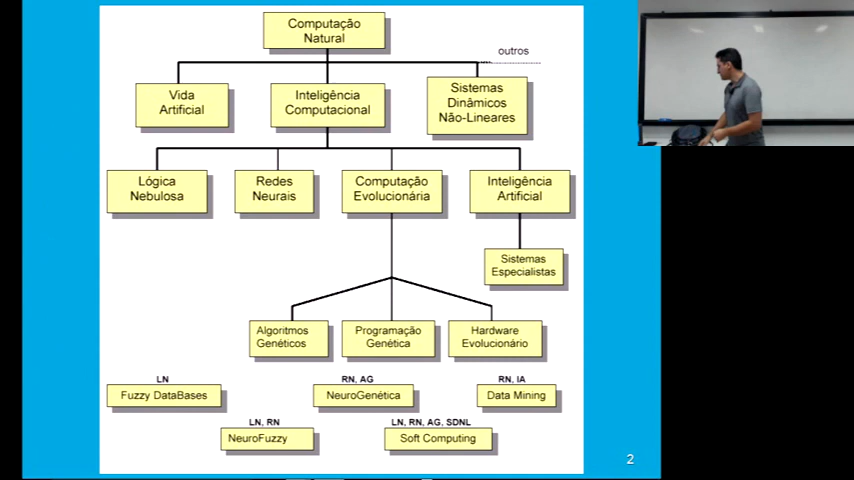 Computação
Natural
outros
Vida
Artificial
Inteligência
Computacional
Sistemas
Dinâmicos
Não-Lineares
Lógica
Nebulosa
Redes
Neurais
Computação
Evolucionária
Inteligência
Artificial
Sistemas
Especialistas
Algoritmos
Genéticos
Programação
Genética
Hardware
Evolucionário
LN
Fuzzy DataBases
RN, AG
NeuroGenética
RN, IA
Data Mining
LN, RN
NeuroFuzzy
LN, RN, AG, SDNL
Soft Computing
2